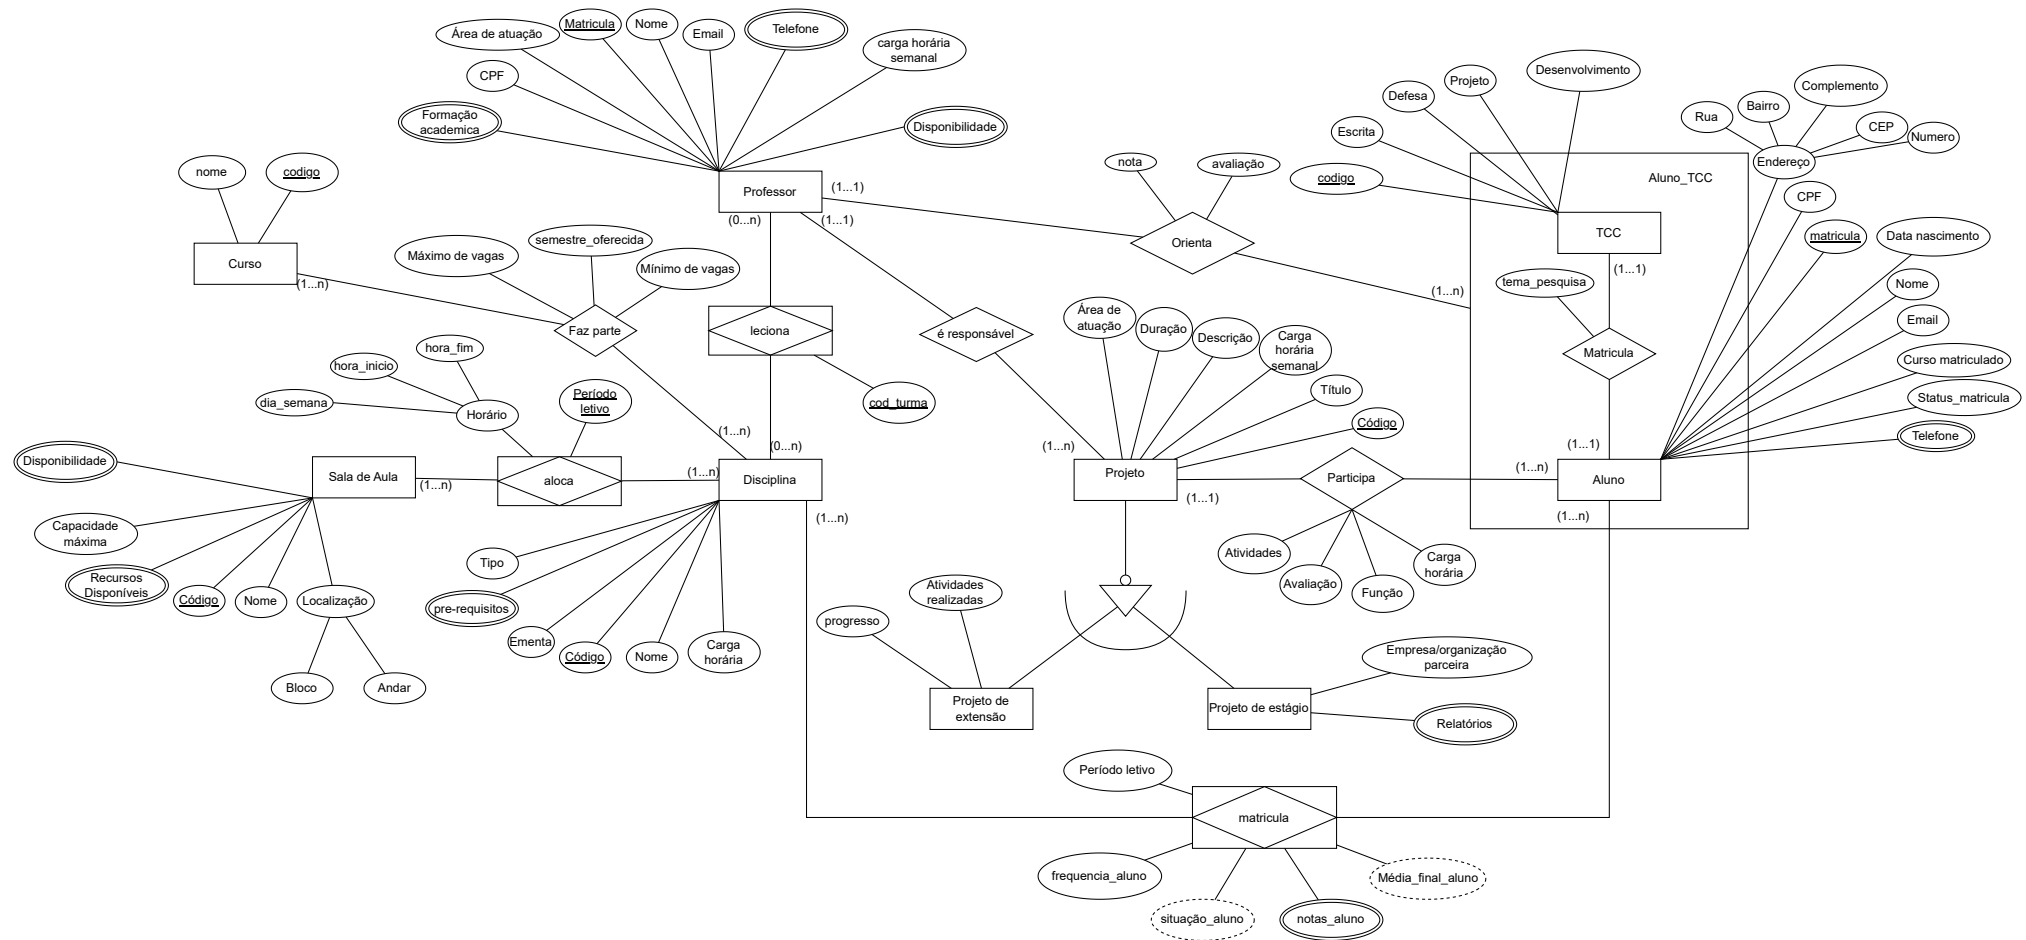 Área de atuação
Matricula
Nome
Email
Telefone
carga horária
semanal
CPF
Formação
academica
Disponibilidade
Professor
(1...1)
(0...n)
(1...1)
nome
codigo
Curso
(1...n)
Máximo de vagas
semestre_oferecida
Mínimo de vagas
Faz parte
leciona
cod_turma
é responsável
nota
avaliação
Orienta
(1...n)
Projeto
Desenvolvimento
Defesa
Escrita
codigo
Aluno_TCC
TCC
(1...1)
tema_pesquisa
Matricula
(1...1)
Complemento
Bairro
Rua
CEP
Numero
Endereço
CPF
matricula
Data nascimento
Nome
Email
Curso matriculado
Status_matricula
Telefone
Aluno
(1...n)
(1...n)
hora_fim
hora_inicio
dia_semana
Horário
Período
letivo
aloca
Disponibilidade
Sala de Aula
(1...n)
Capacidade
máxima
Recursos
Disponíveis
Código
Nome
Localização
Bloco
Andar
(1...n)
(0...n)
(1...n)
Disciplina
(1...n)
Tipo
pre-requisitos
Ementa
Código
Nome
Carga
horária
Área de
atuação
Duração
Descrição
Carga
horária
semanal
Título
Código
(1...n)
Projeto
(1...1)
Participa
Atividades
Avaliação
Função
Carga
horária
Atividades
realizadas
progresso
Projeto de
extensão
Empresa/organização
parceira
Projeto de estágio
Relatórios
Período letivo
matricula
frequencia_aluno
situação_aluno
notas_aluno
Média_final_aluno